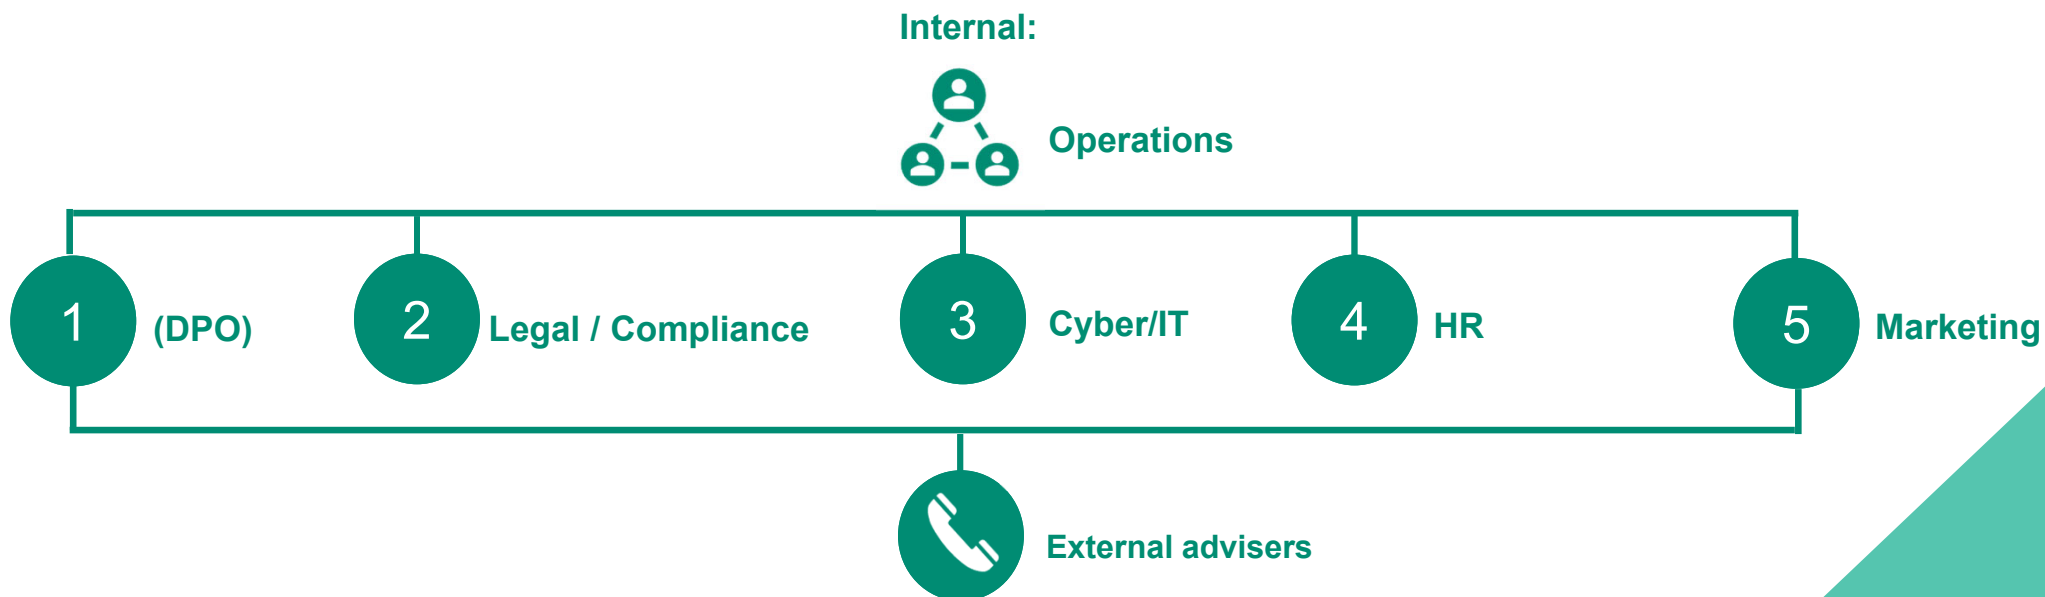 Internal:
Operations
1 (DPO)
2 Legal / Compliance
3 Cyber/IT
4 HR
5 Marketing
External advisers